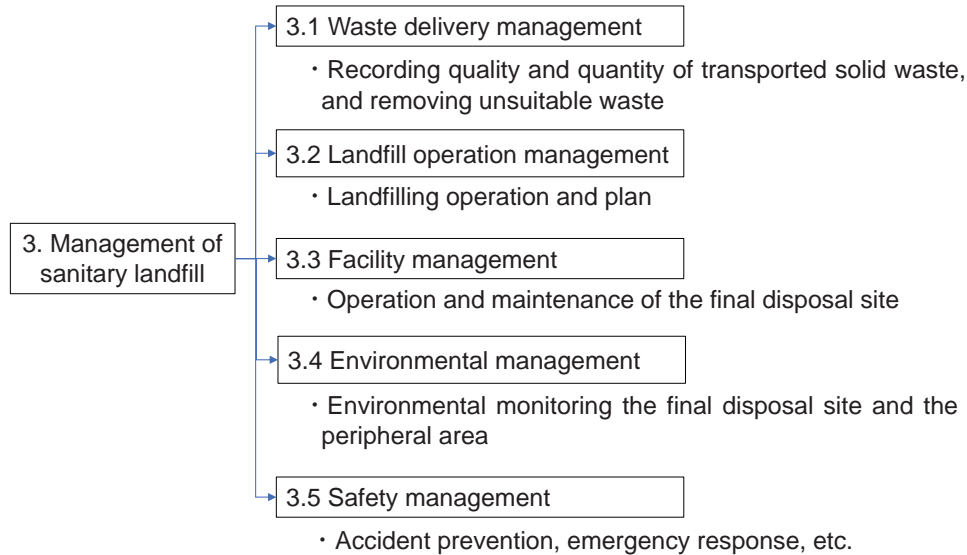 3.1 Waste delivery management
・Recording quality and quantity of transported solid waste,
and removing unsuitable waste
3.2 Landfill operation management
・Landfilling operation and plan
3. Management of
sanitary landfill
3.3 Facility management
・Operation and maintenance of the final disposal site
3.4 Environmental management
・Environmental monitoring the final disposal site and the
peripheral area
3.5 Safety management
・Accident prevention, emergency response, etc.